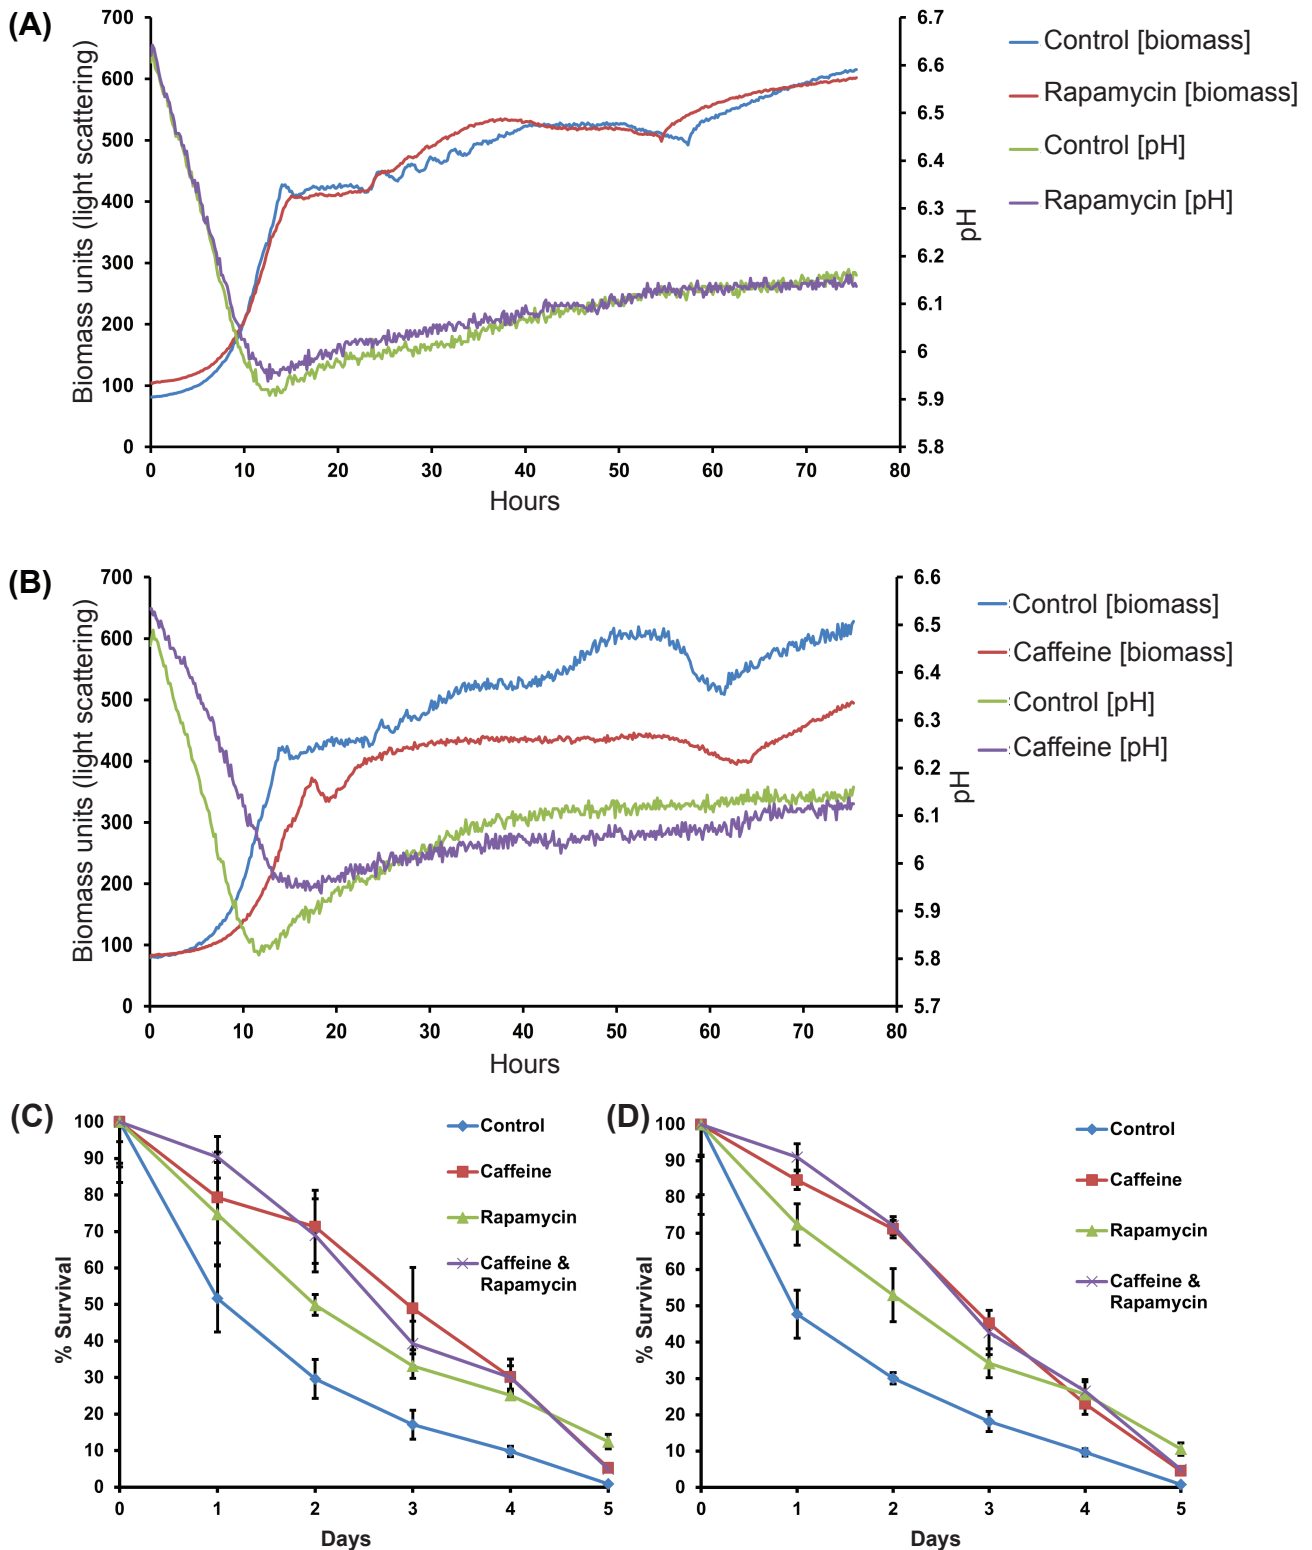 (A)
Biomass units (light scattering)
700
600
500
400
300
200
100
0
0 10 20 30 40 50 60 70 80
Hours
6.7
6.6
6.5
6.4
6.3
6.2
6.1
6
5.9
5.8
pH
Control [biomass]
Rapamycin [biomass]
Control [pH]
Rapamycin [pH]
(B)
Biomass units (light scattering)
700
600
500
400
300
200
100
0
0 10 20 30 40 50 60 70 80
Hours
6.6
6.5
6.4
6.3
6.2
6.1
6
5.9
5.8
5.7
pH
Control [biomass]
Caffeine [biomass]
Control [pH]
Caffeine [pH]
(C)
% Survival
100
90
80
70
60
50
40
30
20
10
0
0 1 2 3 4 5
Days
Control
Caffeine
Rapamycin
Caffeine &
Rapamycin
(D)
% Survival
100
90
80
70
60
50
40
30
20
10
0
0 1 2 3 4 5
Days
Control
Caffeine
Rapamycin
Caffeine &
Rapamycin